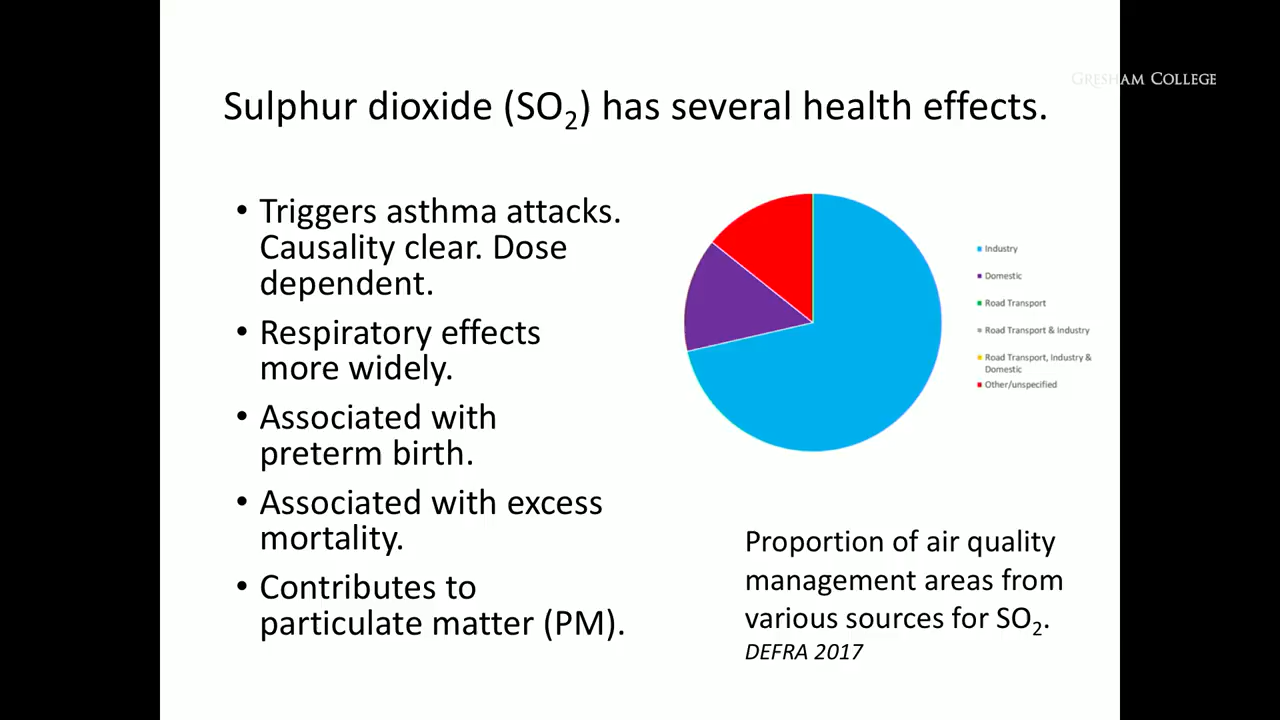 GRESHAM COLLEGE
Sulphur dioxide (SO₂) has several health effects.
• Triggers asthma attacks.
Causality clear. Dose
dependent.
• Respiratory effects
more widely.
• Associated with
preterm birth.
• Associated with excess
mortality.
• Contributes to
particulate matter (PM).
Industry
Domestic
Road Transport
Road Transport & Industry
Road Transport, Industry &
Domestic
Other/unspecified
Proportion of air quality
management areas from
various sources for SO₂.
DEFRA 2017